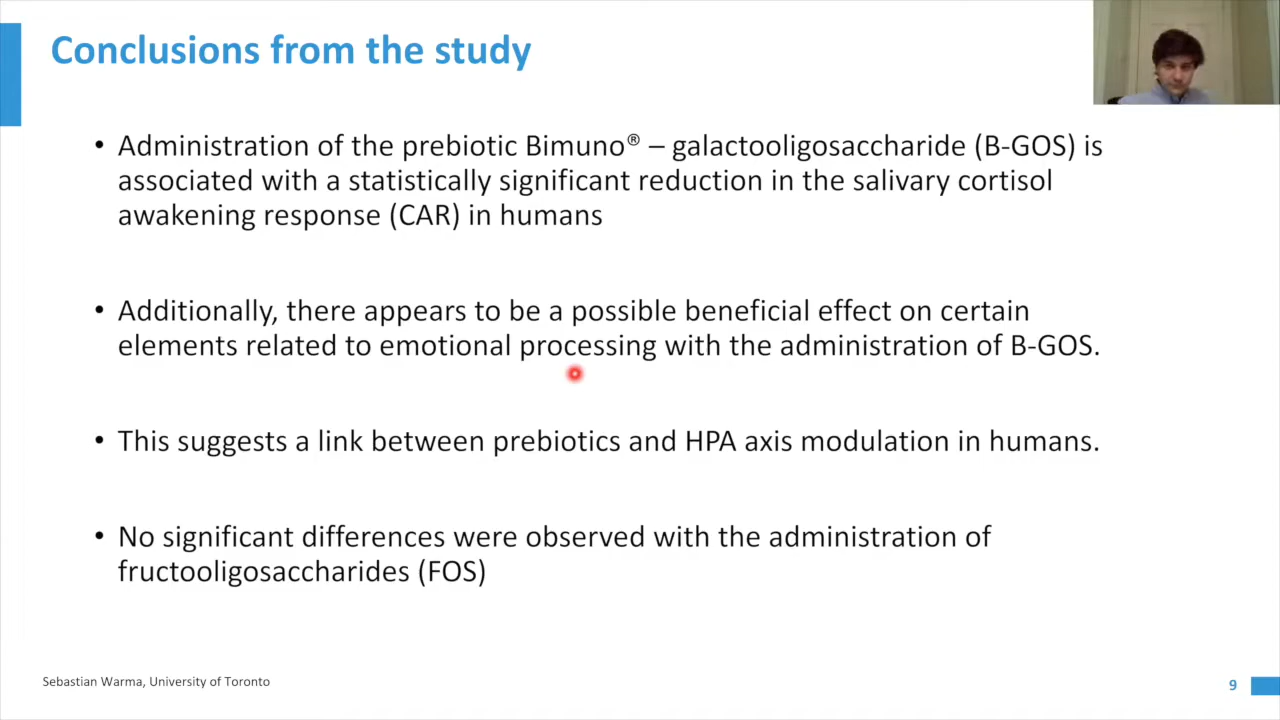 Conclusions from the study
• Administration of the prebiotic Bimuno® – galactooligosaccharide (B-GOS) is
associated with a statistically significant reduction in the salivary cortisol
awakening response (CAR) in humans
• Additionally, there appears to be a possible beneficial effect on certain
elements related to emotional processing with the administration of B-GOS.
• This suggests a link between prebiotics and HPA axis modulation in humans.
• No significant differences were observed with the administration of
fructooligosaccharides (FOS)
Sebastian Warma, University of Toronto
9